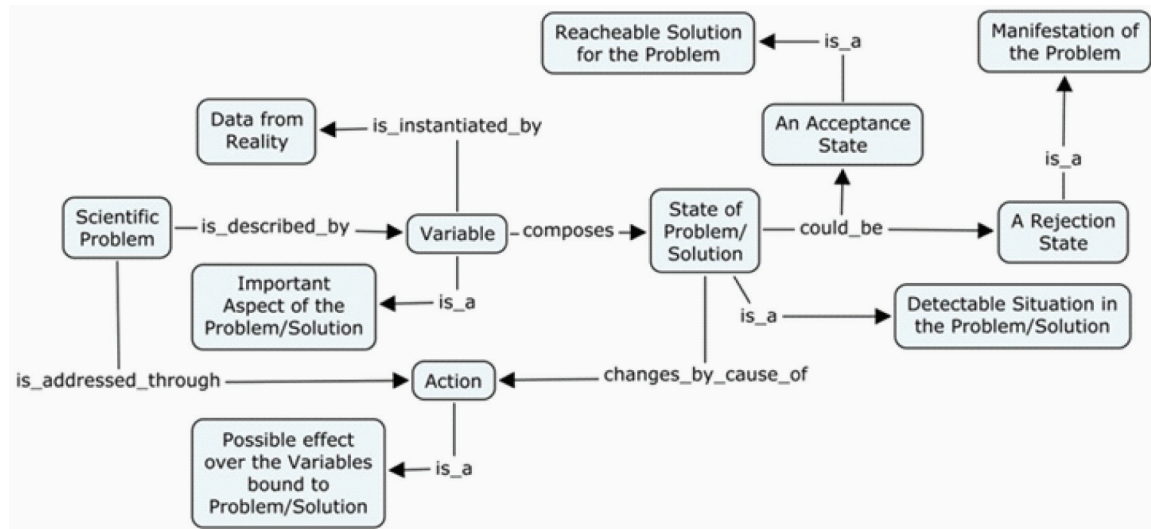 Reacheable Solution
for the Problem
is_a
Manifestation of
the Problem
Data from
Reality
is_instantiated_by
An Acceptance
State
is_a
Scientific
Problem
is_described_by
Variable
composes
State of
Problem/
Solution
could_be
A Rejection
State
Important
Aspect of the
Problem/Solution
is_a
is_a
Detectable Situation in
the Problem/Solution
is_addressed_through
Action
changes_by_cause_of
Possible effect
over the Variables
bound to
Problem/Solution
is_a